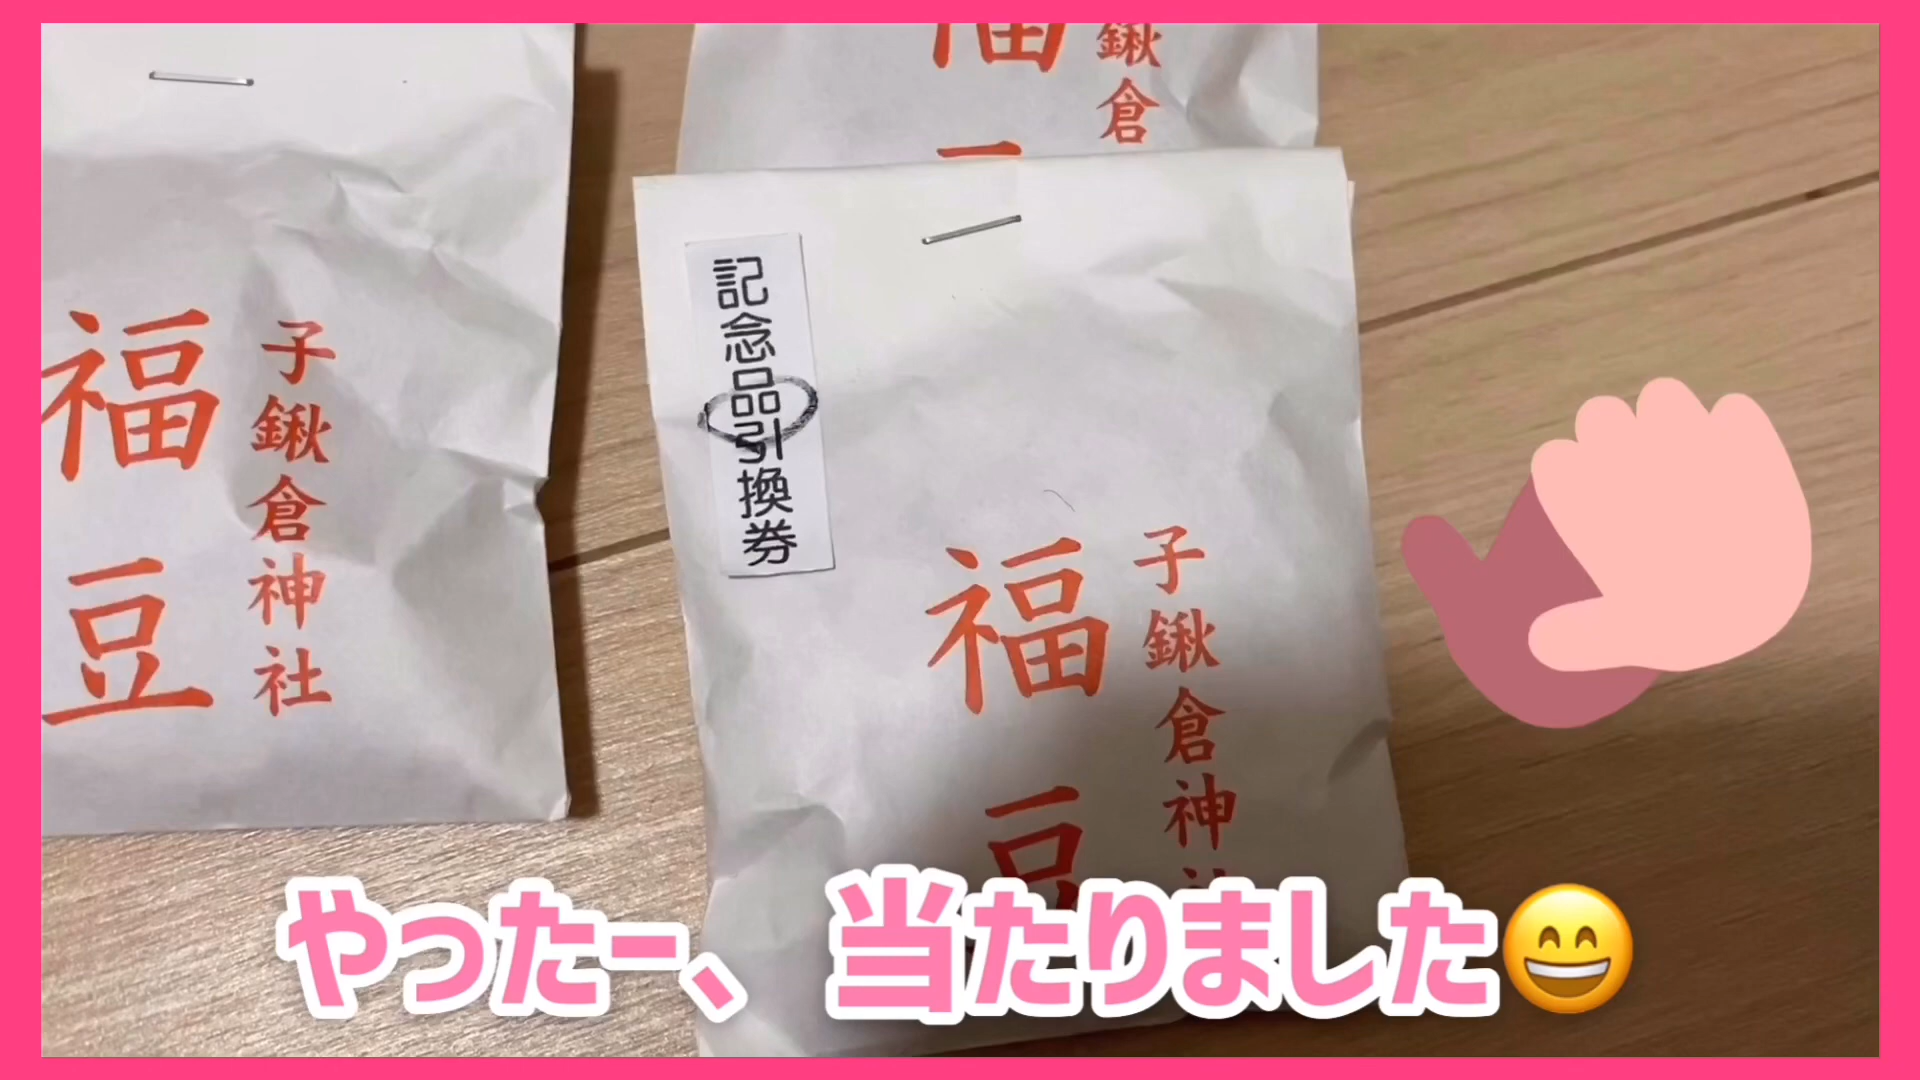 子鍬倉神社
福豆
鍬倉
福豆
記念品引換券
子鍬倉神社
福豆
やったー、当たりました😄